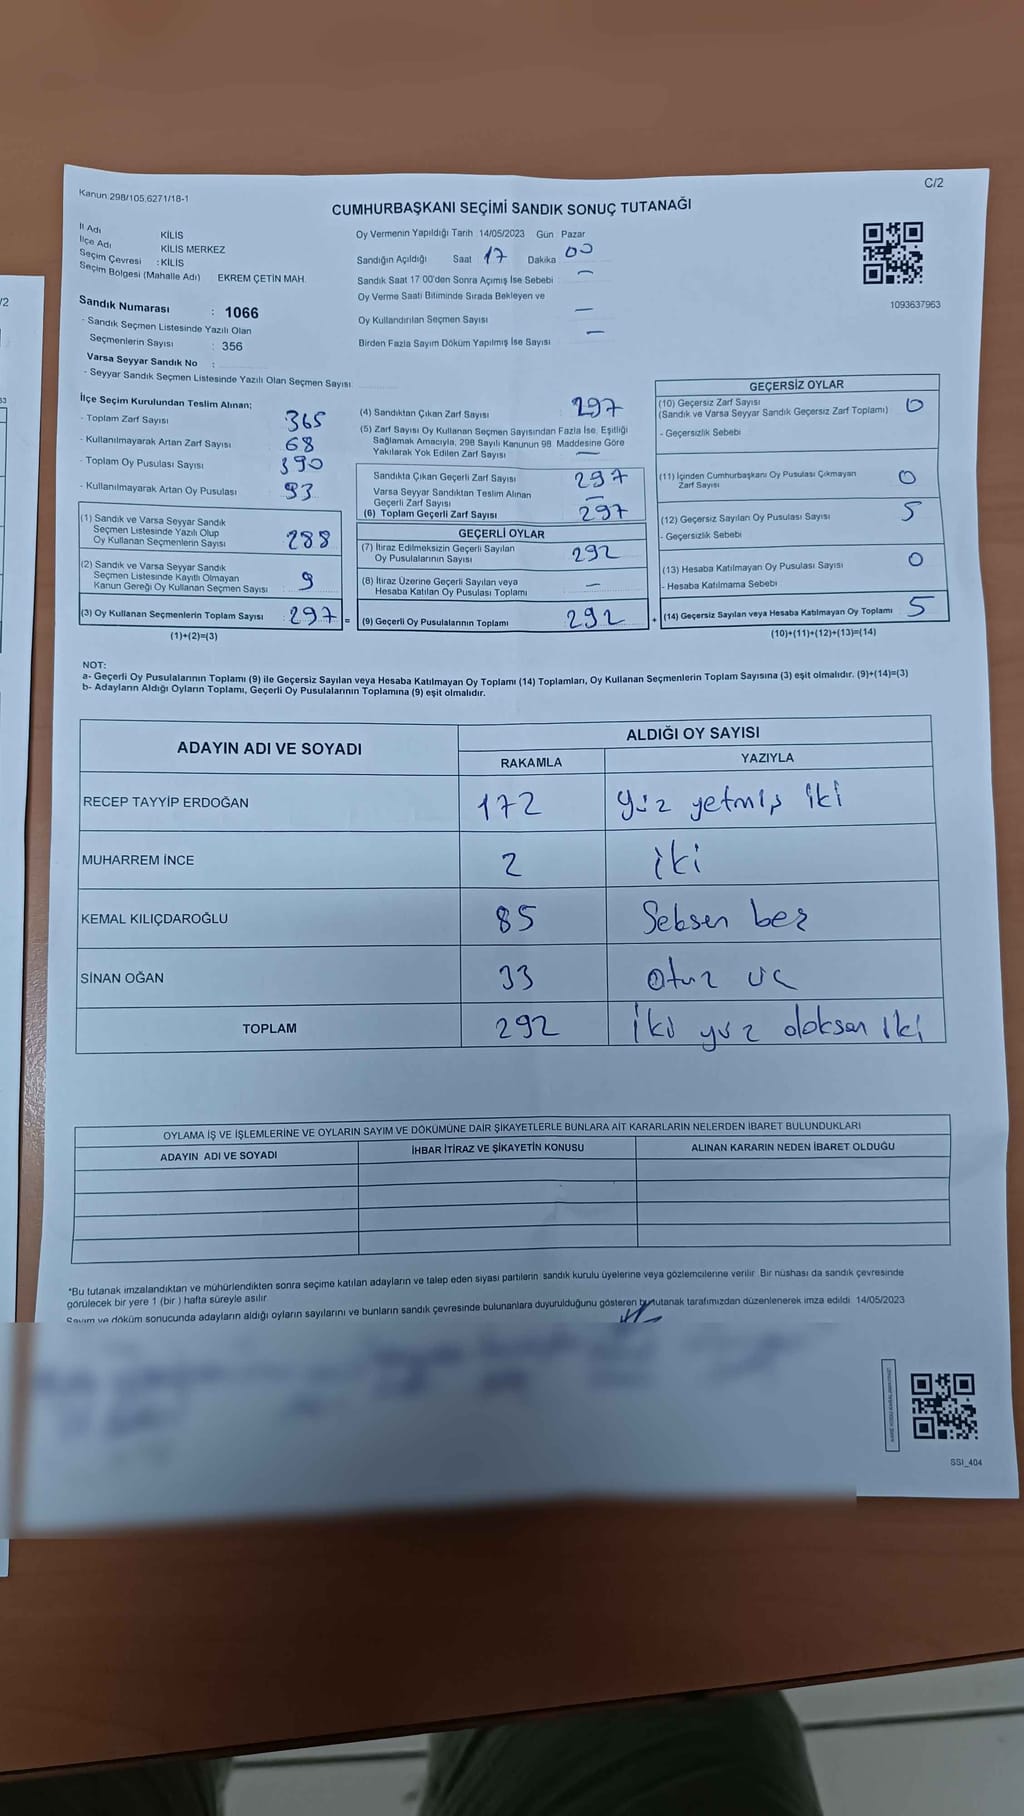 C/2
Kanun:298/105,6271/18-1
CUMHURBAŞKANI SEÇİMİ SANDIK SONUÇ TUTANAĞI
İl Adı KİLİS
İlçe Adı KİLİS MERKEZ
Seçim Çevresi : KİLİS
Seçim Bölgesi (Mahalle Adı) EKREM ÇETİN MAH.
Sandık Numarası : 1066
- Sandık Seçmen Listesinde Yazılı Olan
Seçmenlerin Sayısı : 356
Varsa Seyyar Sandık No :
- Seyyar Sandık Seçmen Listesinde Yazılı Olan Seçmen Sayısı
Oy Vermenin Yapıldığı Tarih 14/05/2023 Gün Pazar
Sandığın Açıldığı Saat 17 Dakika 00
Sandık Saat 17 00'den Sonra Açımış İse Sebebi —
Oy Verme Saati Bitiminde Sırada Bekleyen ve
Oy Kullandırılan Seçmen Sayısı —
Birden Fazla Sayım Döküm Yapılmış İse Sayısı —
1093637963
İlçe Seçim Kurulundan Teslim Alınan;
- Toplam Zarf Sayısı 365
- Kullanılmayarak Artan Zarf Sayısı 68
- Toplam Oy Pusulası Sayısı 390
- Kullanılmayarak Artan Oy Pusulası 93
(1) Sandık ve Varsa Seyyar Sandık
Seçmen Listesinde Yazılı Olup
Oy Kullanan Seçmenlerin Sayısı 288
(2) Sandık ve Varsa Seyyar Sandık
Seçmen Listesinde Kayıtlı Olmayan
Kanun Gereği Oy Kullanan Seçmen Sayısı 9
(3) Oy Kullanan Seçmenlerin Toplam Sayısı : 297 =
(1)+(2)=(3)
(4) Sandıktan Çıkan Zarf Sayısı 297
(5) Zarf Sayısı Oy Kullanan Seçmen Sayısından Fazla İse, Eşitliği
Sağlamak Amacıyla, 298 Sayılı Kanunun 98. Maddesine Göre
Yakılarak Yok Edilen Zarf Sayısı —
Sandıkta Çıkan Geçerli Zarf Sayısı 297
Varsa Seyyar Sandıktan Teslim Alınan
Geçerli Zarf Sayısı —
(6) Toplam Geçerli Zarf Sayısı 297
GEÇERLİ OYLAR
(7) İtiraz Edilmeksizin Geçerli Sayılan
Oy Pusulalarının Sayısı 292
(8) İtiraz Üzerine Geçerli Sayılan veya
Hesaba Katılan Oy Pusulası Toplamı —
(9) Geçerli Oy Pusulalarının Toplamı 292 +
GEÇERSİZ OYLAR
(10) Geçersiz Zarf Sayısı
(Sandık ve Varsa Seyyar Sandık Geçersiz Zarf Toplamı) 0
- Geçersizlik Sebebi
(11) İçinden Cumhurbaşkanı Oy Pusulası Çıkmayan
Zarf Sayısı 0
(12) Geçersiz Sayılan Oy Pusulası Sayısı 5
- Geçersizlik Sebebi
(13) Hesaba Katılmayan Oy Pusulası Sayısı 0
- Hesaba Katılmama Sebebi
(14) Geçersiz Sayılan veya Hesaba Katılmayan Oy Toplamı 5
(10)+(11)+(12)+(13)=(14)
NOT:
a- Geçerli Oy Pusulalarının Toplamı (9) ile Geçersiz Sayılan veya Hesaba Katılmayan Oy Toplamı (14) Toplamları, Oy Kullanan Seçmenlerin Toplam Sayısına (3) eşit olmalıdır. (9)+(14)=(3)
b- Adayların Aldığı Oyların Toplamı, Geçerli Oy Pusulalarının Toplamına (9) eşit olmalıdır.
ADAYIN ADI VE SOYADI ALDIĞI OY SAYISI
RAKAMLA YAZIYLA
RECEP TAYYİP ERDOĞAN 172 yüz yetmiş iki
MUHARREM İNCE 2 iki
KEMAL KILIÇDAROĞLU 85 Seksen beş
SİNAN OĞAN 33 otuz üç
TOPLAM 292 iki yüz doksan iki
OYLAMA İŞ VE İŞLEMLERİNE VE OYLARIN SAYIM VE DÖKÜMÜNE DAİR ŞİKAYETLERLE BUNLARA AİT KARARLARIN NELERDEN İBARET BULUNDUKLARI
ADAYIN ADI VE SOYADI İHBAR İTİRAZ VE ŞİKAYETİN KONUSU ALINAN KARARIN NEDEN İBARET OLDUĞU
*Bu tutanak imzalandıktan ve mühürlendikten sonra seçime katılan adayların ve talep eden siyasi partilerin sandık kurulu üyelerine veya gözlemcilerine verilir. Bir nüshası da sandık çevresinde
görülecek bir yere 1 (bir ) hafta süreyle asılır.
Sayım ve döküm sonucunda adayların aldığı oyların sayılarını ve bunların sandık çevresinde bulunanlara duyurulduğunu gösteren bu tutanak tarafımızdan düzenlenerek imza edildi 14/05/2023
SSI_404